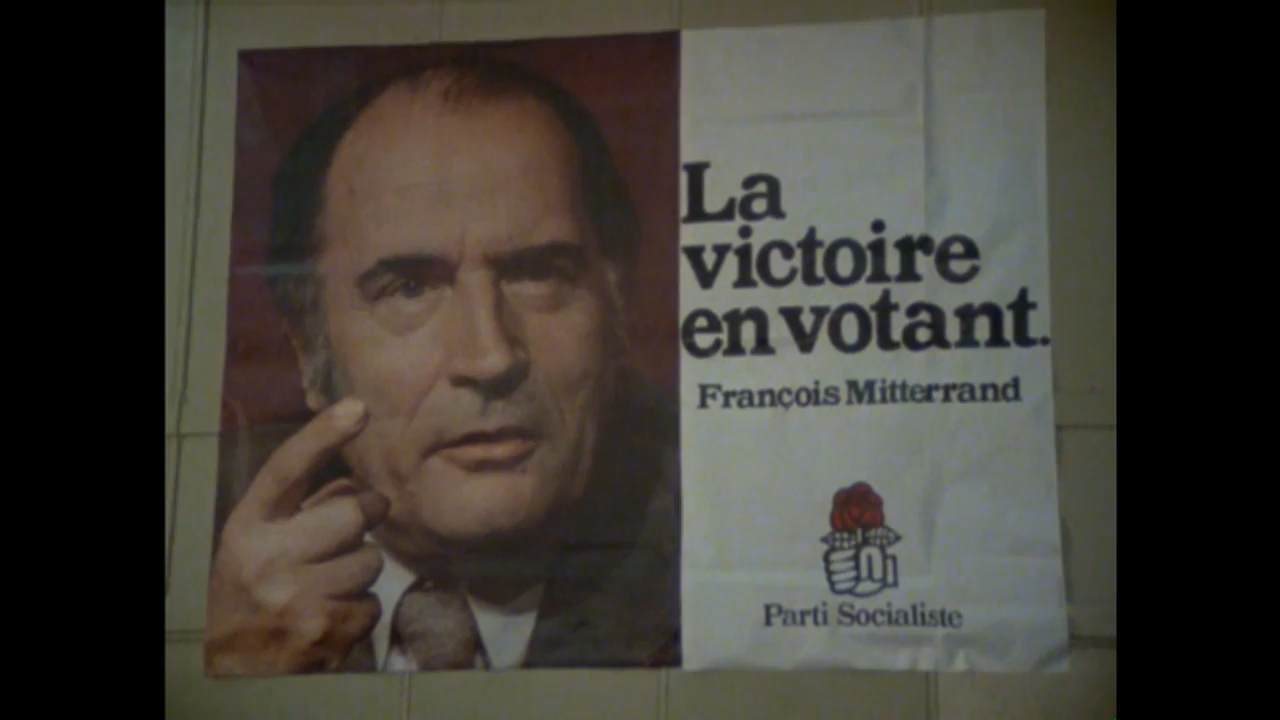 La
victoire
en votant.
François Mitterrand
Parti Socialiste